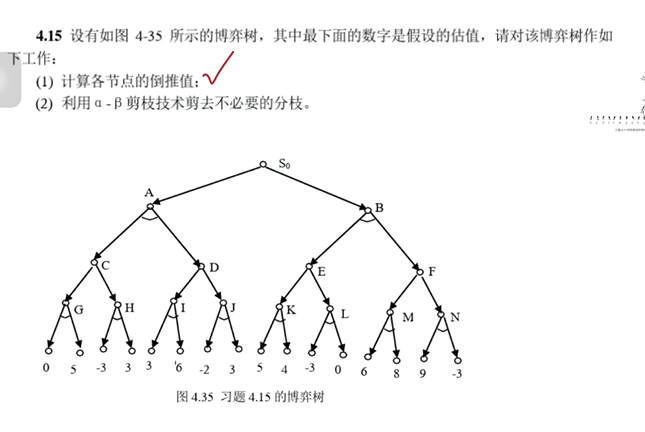 4.15 设有如图 4-35 所示的博弈树，其中最下面的数字是假设的估值，请对该博弈树作如
下工作：
(1) 计算各节点的倒推值；
(2) 利用α-β剪枝技术剪去不必要的分枝。
S₀
A
B
C
D
E
F
G
H
I
J
K
L
M
N
0 5 -3 3 3 6 -2 3 5 4 -3 0 6 8 9 -3
图 4.35 习题 4.15 的博弈树